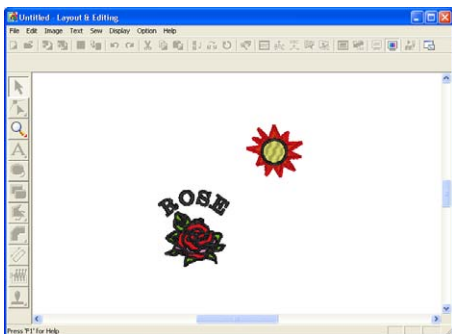 Untitled - Layout & Editing
File Edit Image Text Sew Display Option Help
A
ROSE
Press "F1" for Help